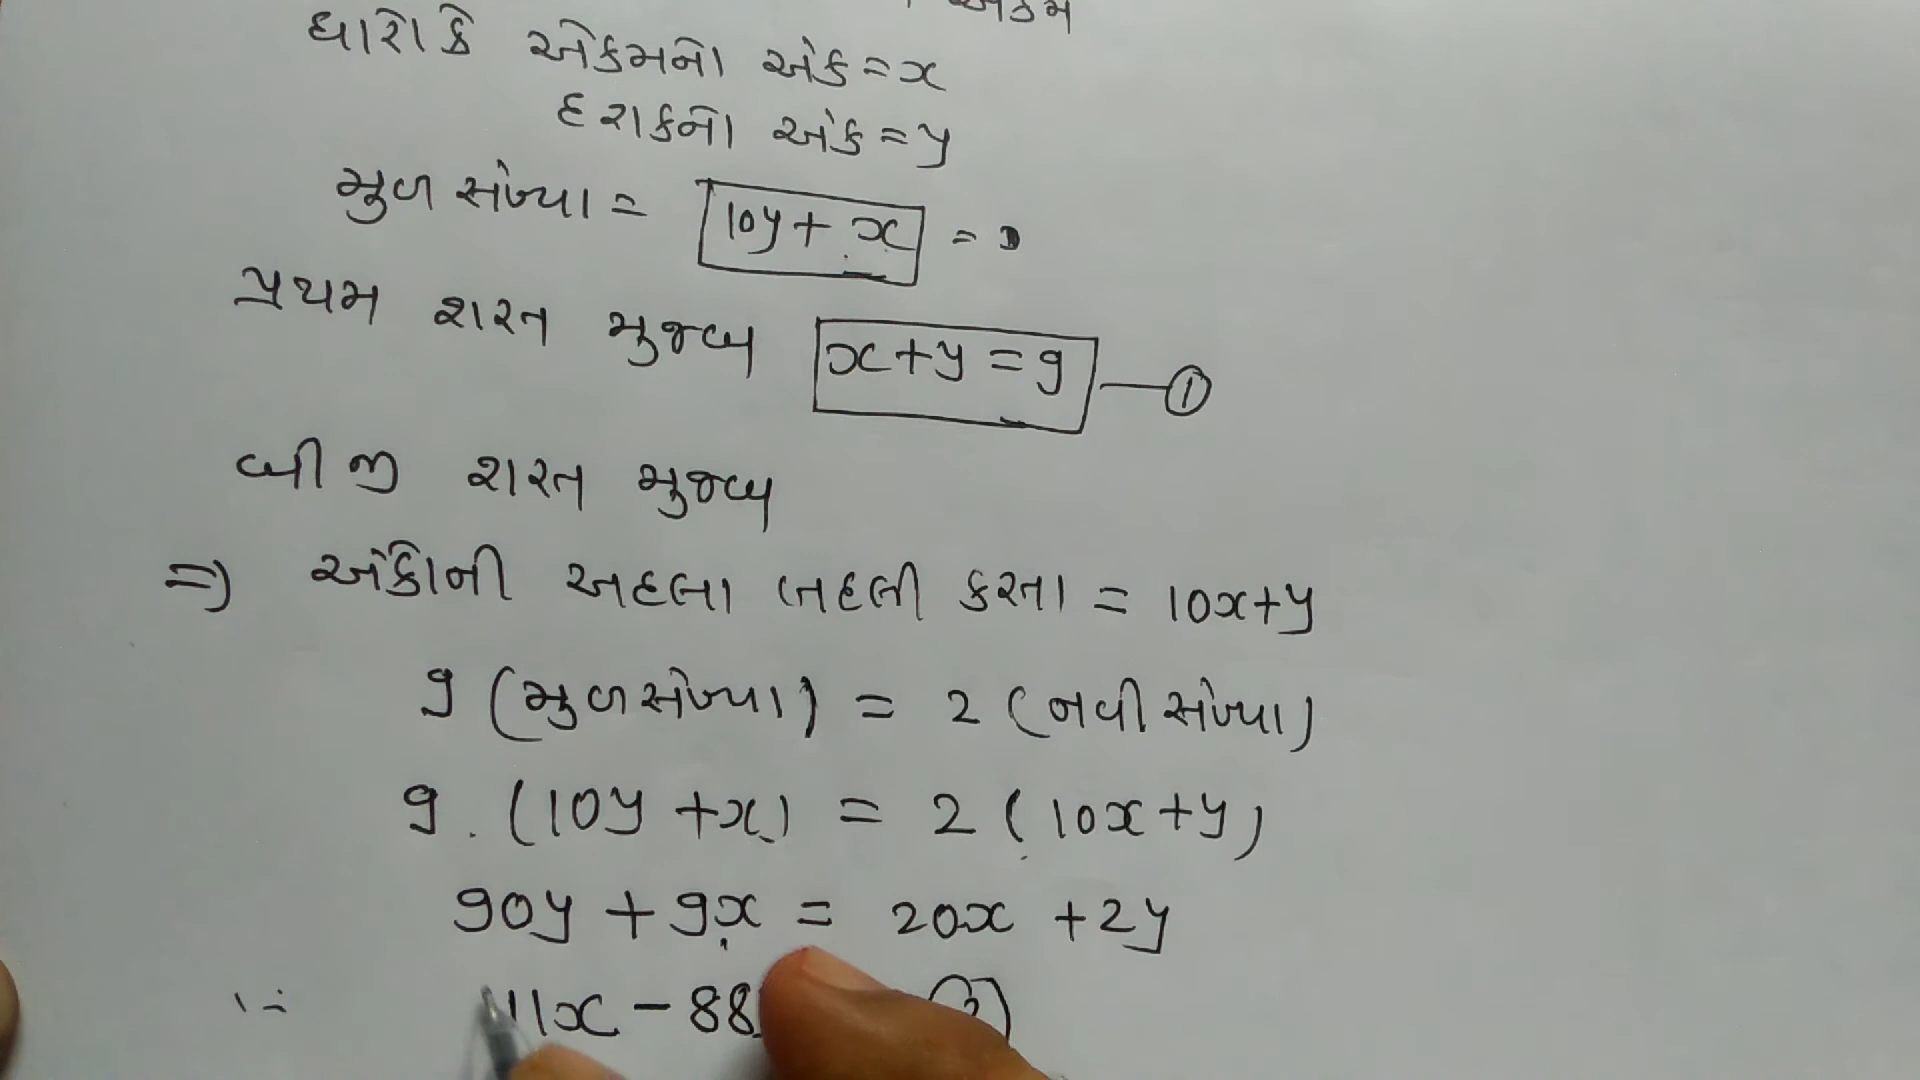 એકમ
ધારો કે એકમનો અંક = x
દશકનો અંક = y
મુળ સંખ્યા = 10y + x =
પ્રથમ શરત મુજબ x + y = 9 — ①
બીજી શરત મુજબ
⇒ અંકોની અદલા બદલી કરતા = 10x + y
9 (મુળ સંખ્યા) = 2 (નવી સંખ્યા)
9 . (10y + x) = 2 (10x + y)
90y + 9x = 20x + 2y
11x - 88